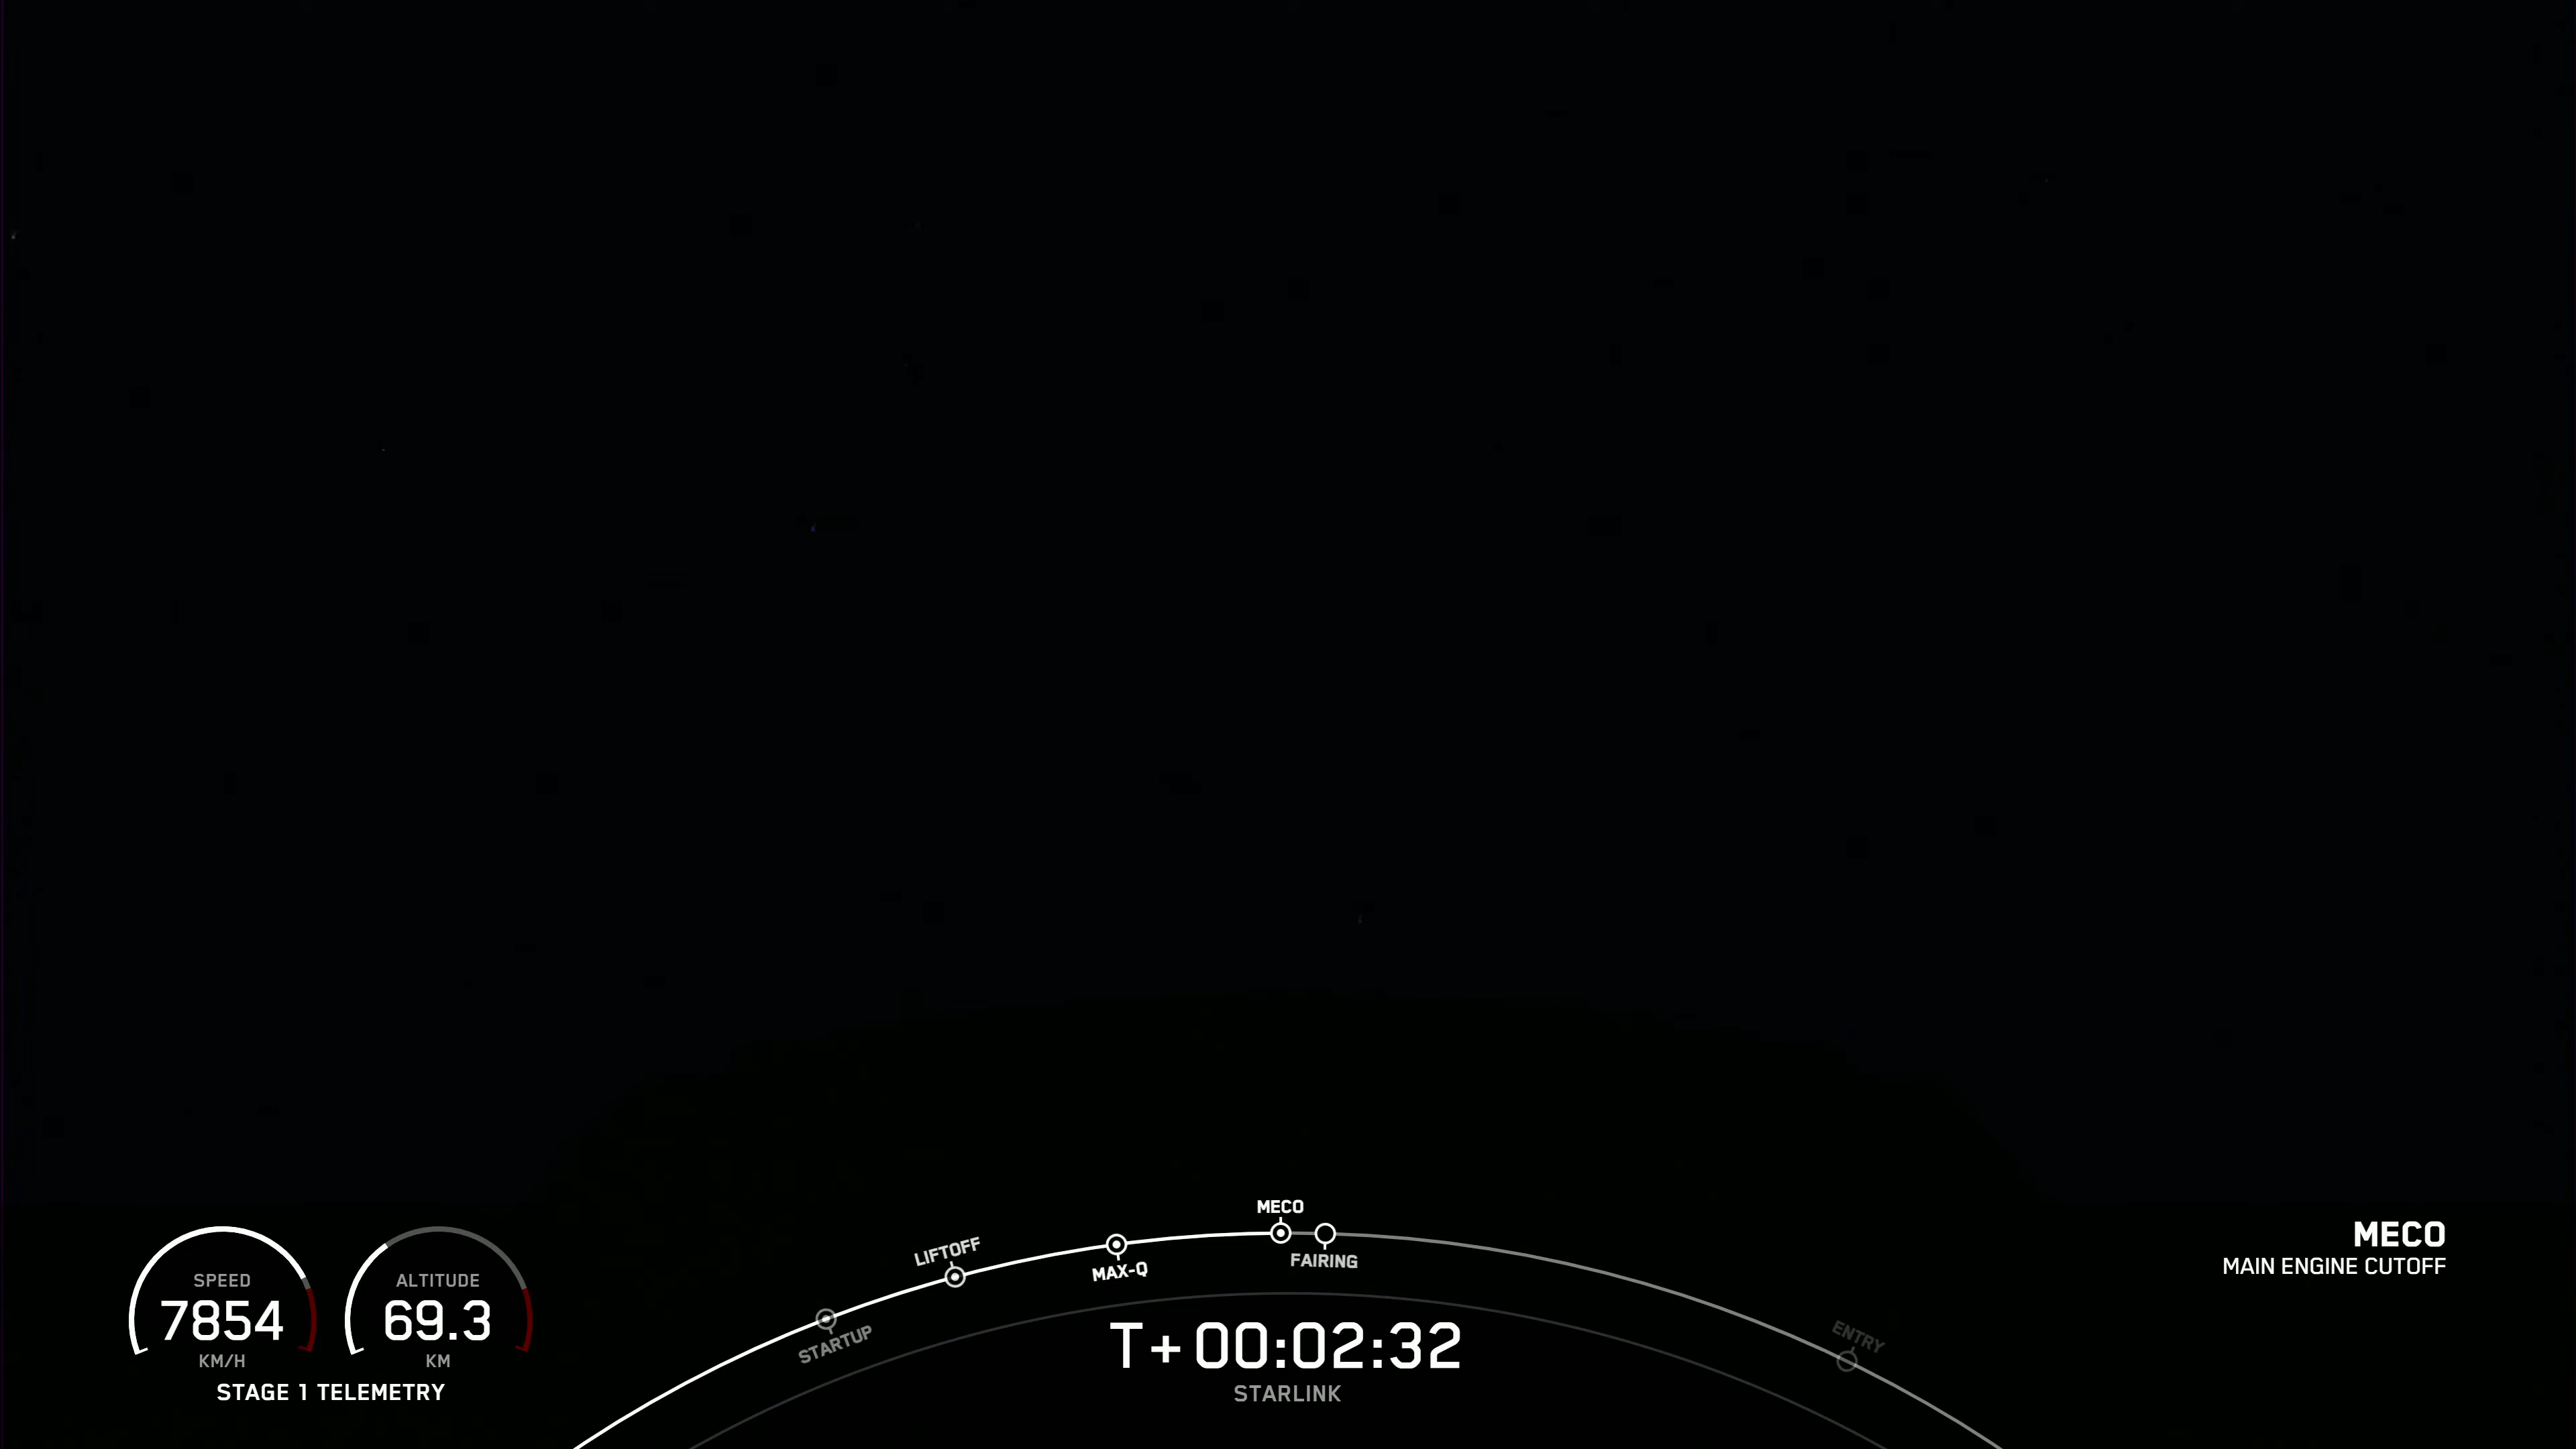 SPEED
7854
KM/H
ALTITUDE
69.3
KM
STAGE 1 TELEMETRY
STARTUP
LIFTOFF
MAX-Q
MECO
FAIRING
ENTRY
T+00:02:32
STARLINK
MECO
MAIN ENGINE CUTOFF